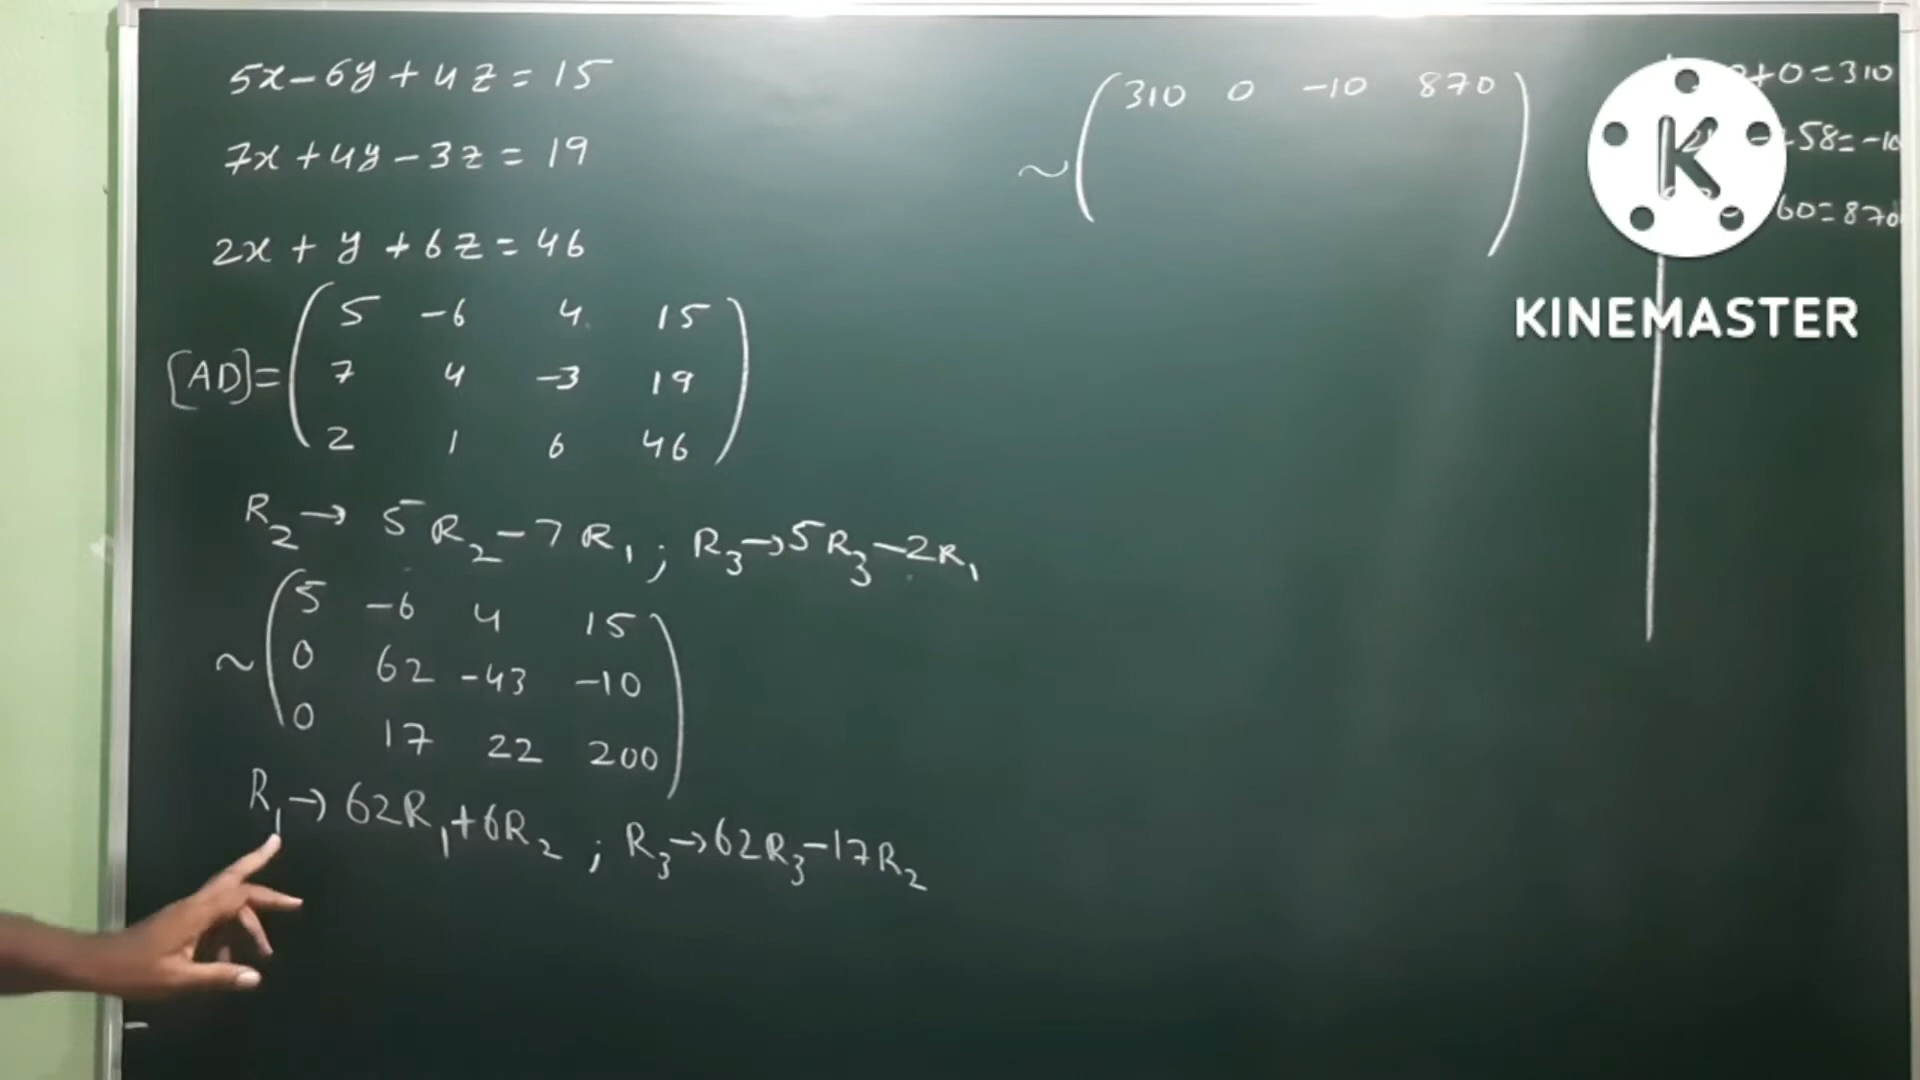 5x-6y+4z=15
7x+4y-3z=19
2x+y+6z=46
[AD]=(5 -6 4 15
7 4 -3 19
2 1 6 46)
R₂→5R₂-7R₁; R₃→5R₃-2R₁
~(5 -6 4 15
0 62 -43 -10
0 17 22 200)
R₁→62R₁+6R₂; R₃→62R₃-17R₂
~(310 0 -10 870)
+0=310
58=-10
60=870
K
KINEMASTER